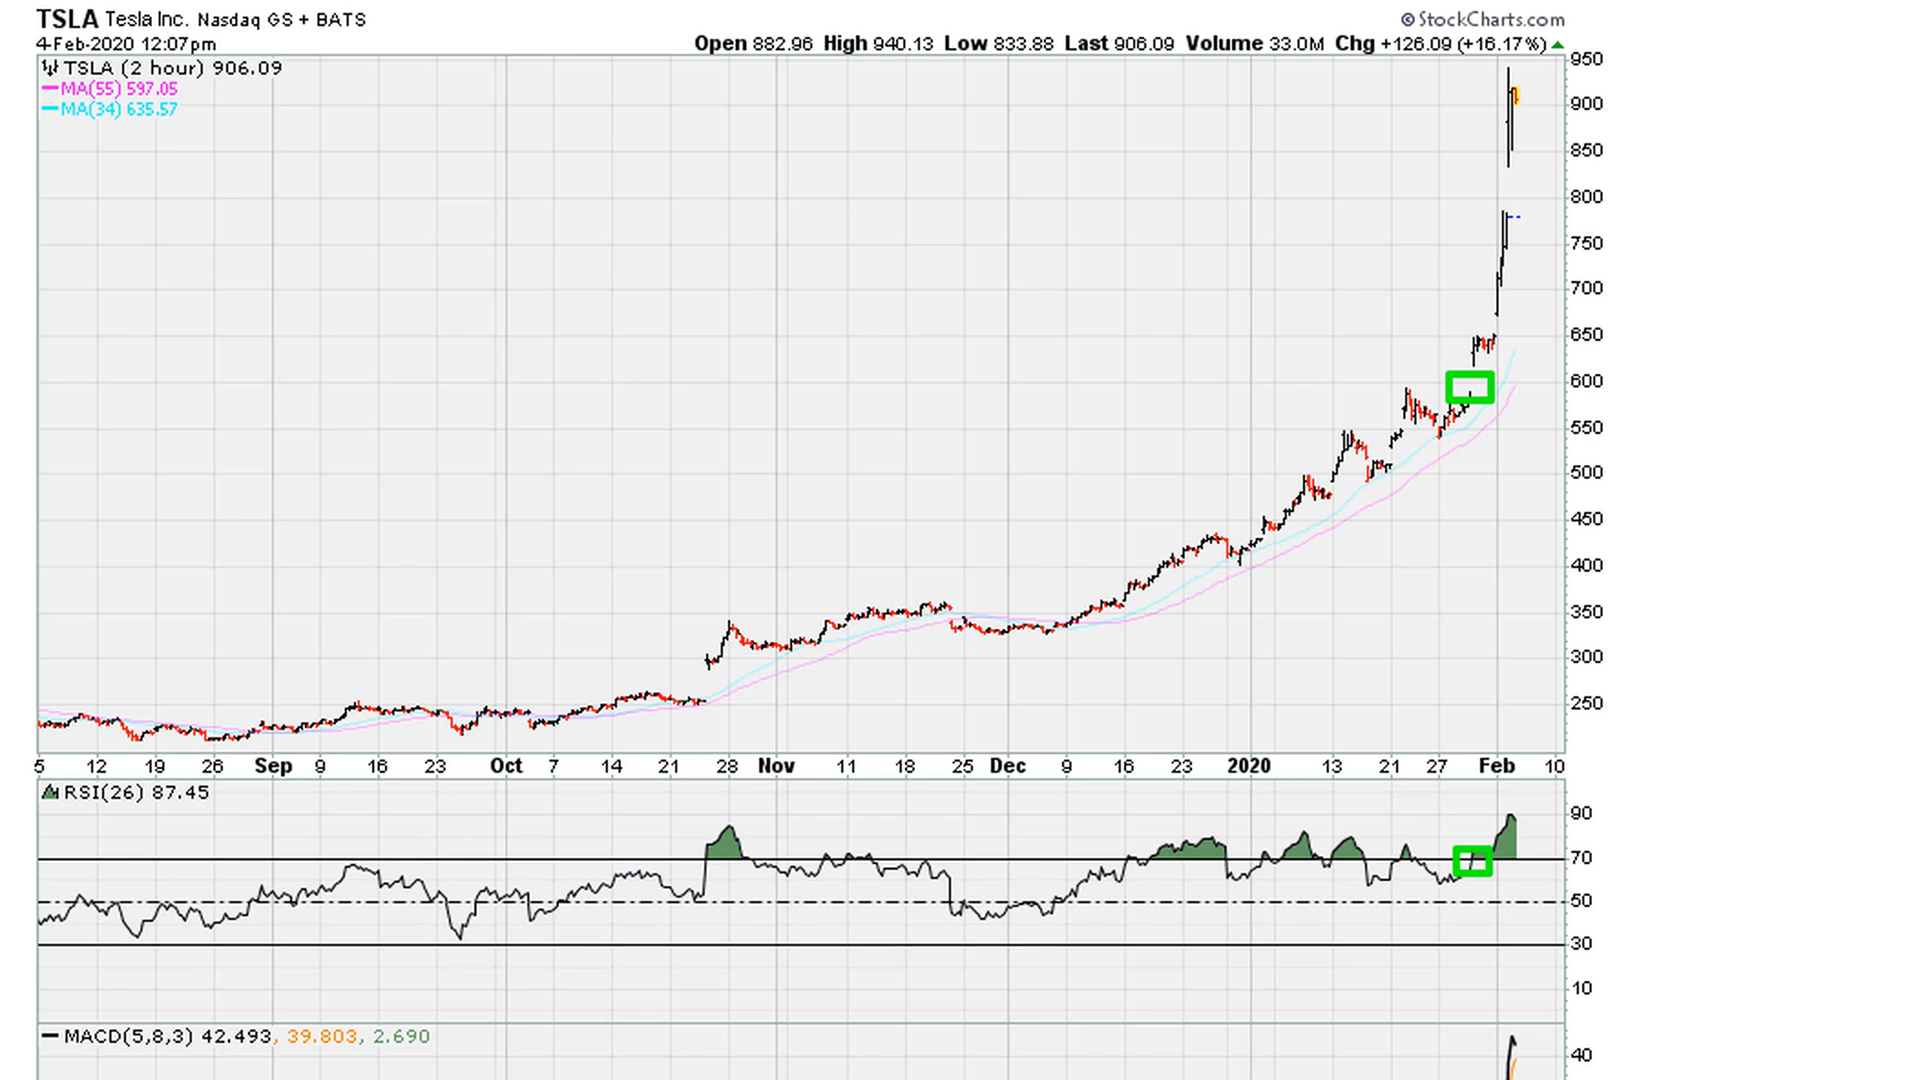 TSLA Tesla Inc. Nasdaq GS + BATS
© StockCharts.com
4-Feb-2020 12:07pm
Open 882.96 High 940.13 Low 833.88 Last 906.09 Volume 33.0M Chg +126.09 (+16.17%)
TSLA (2 hour) 906.09
MA(55) 597.05
MA(34) 635.57
950
900
850
800
750
700
650
600
550
500
450
400
350
300
250
5 12 19 26 Sep 9 16 23 Oct 7 14 21 28 Nov 11 18 25 Dec 9 16 23 2020 13 21 27 Feb 10
RSI(26) 87.45
90
70
50
30
10
MACD(5,8,3) 42.493, 39.803, 2.690
40